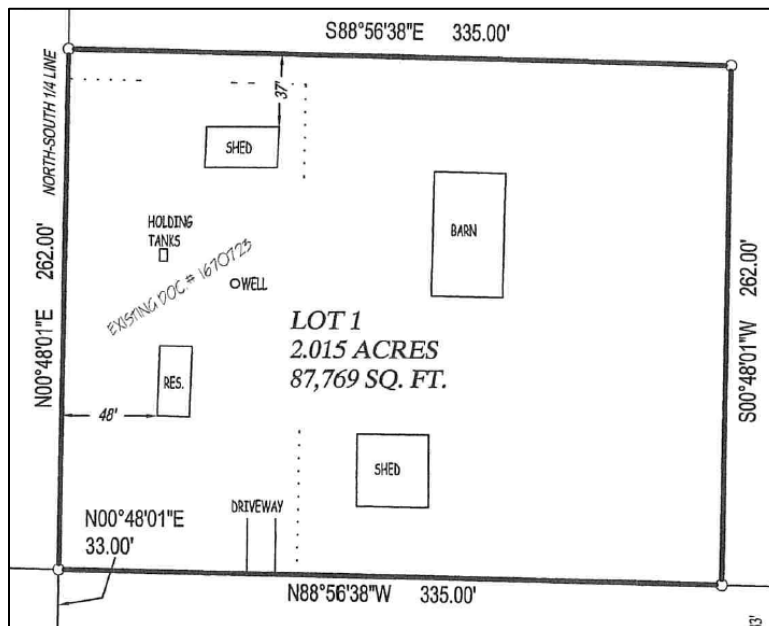 S88°56'38"E 335.00'
NORTH-SOUTH 1/4 LINE
37'
SHED
HOLDING
TANKS
BARN
EXISTING DOC.# 1670723
WELL
N00°48'01"E 262.00'
S00°48'01"W 262.00'
LOT 1
2.015 ACRES
87,769 SQ. FT.
RES.
48'
SHED
DRIVEWAY
N00°48'01"E
33.00'
N88°56'38"W 335.00'